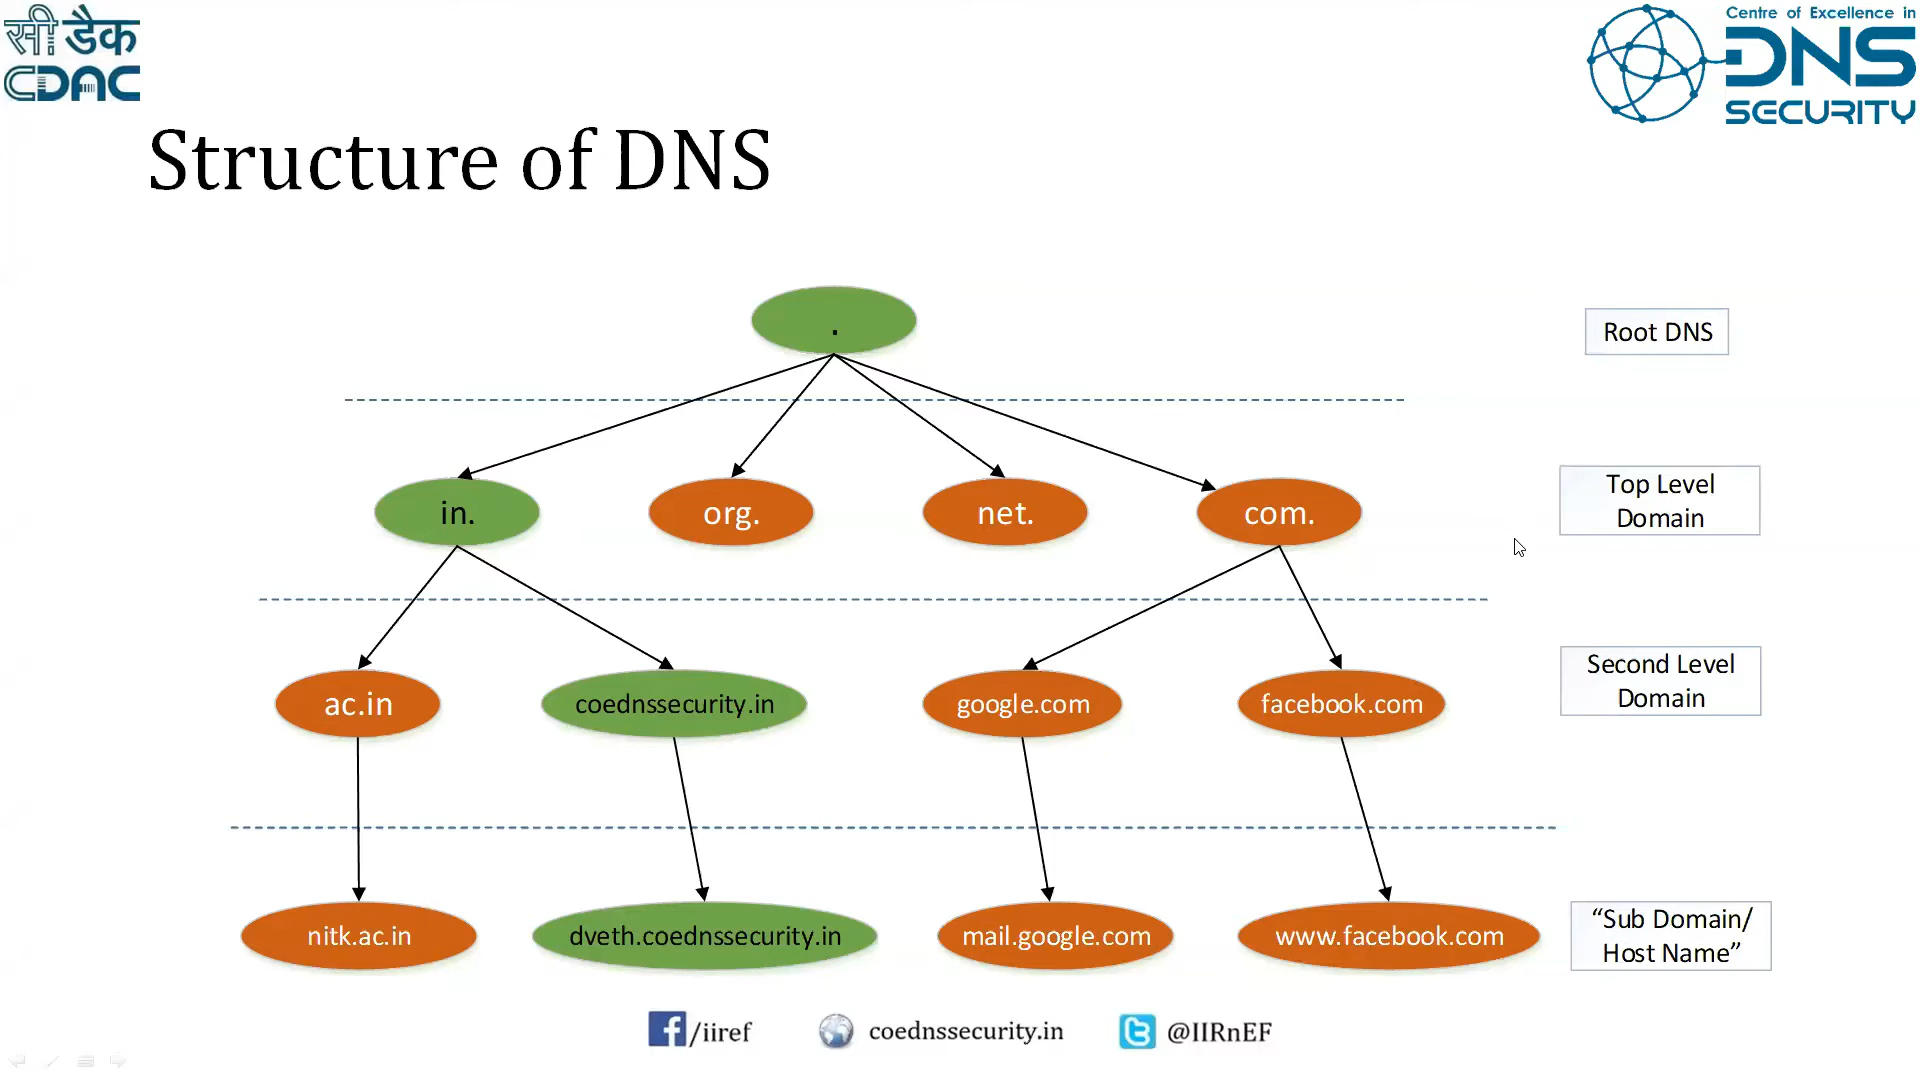 सी डैक
CDAC
Centre of Excellence in
DNS
SECURITY
Structure of DNS
.
Root DNS
in.
org.
net.
com.
Top Level
Domain
ac.in
coednssecurity.in
google.com
facebook.com
Second Level
Domain
nitk.ac.in
dveth.coednssecurity.in
mail.google.com
www.facebook.com
“Sub Domain/
Host Name”
/iiref
coednssecurity.in
@IIRnEF